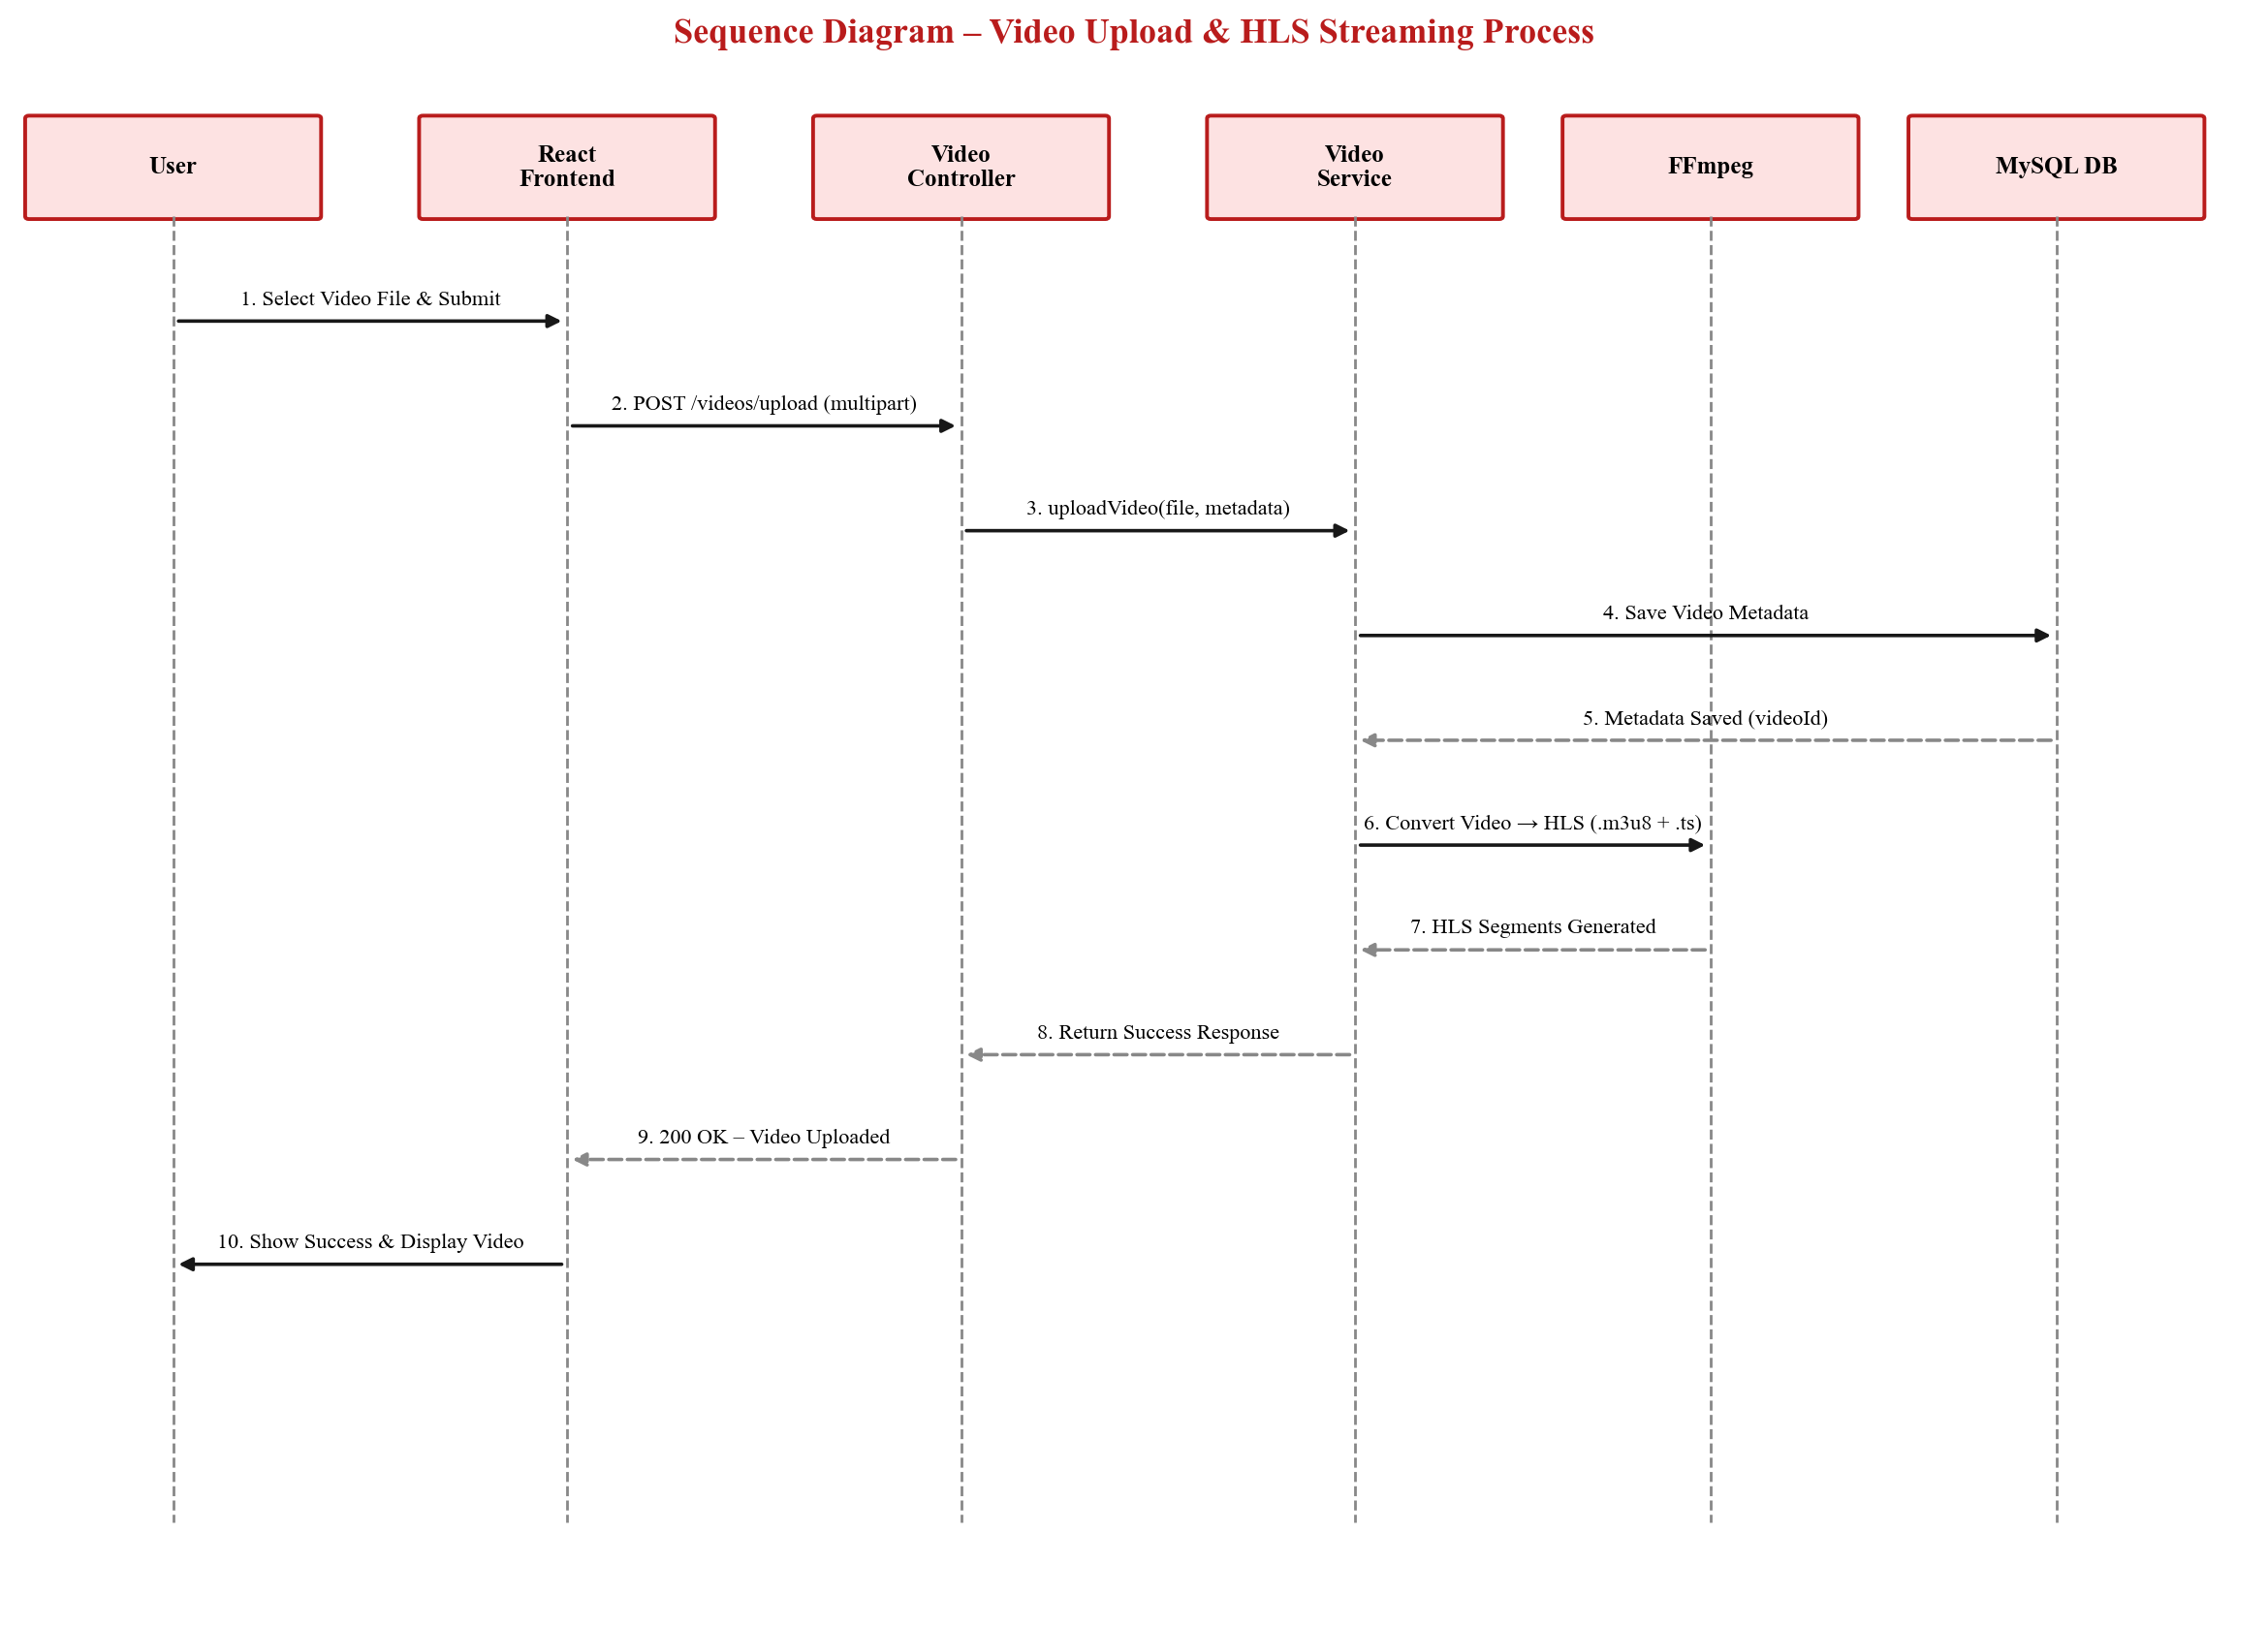 Sequence Diagram – Video Upload & HLS Streaming Process
User
React
Frontend
Video
Controller
Video
Service
FFmpeg
MySQL DB
1. Select Video File & Submit
2. POST /videos/upload (multipart)
3. uploadVideo(file, metadata)
4. Save Video Metadata
5. Metadata Saved (videoId)
6. Convert Video → HLS (.m3u8 + .ts)
7. HLS Segments Generated
8. Return Success Response
9. 200 OK – Video Uploaded
10. Show Success & Display Video